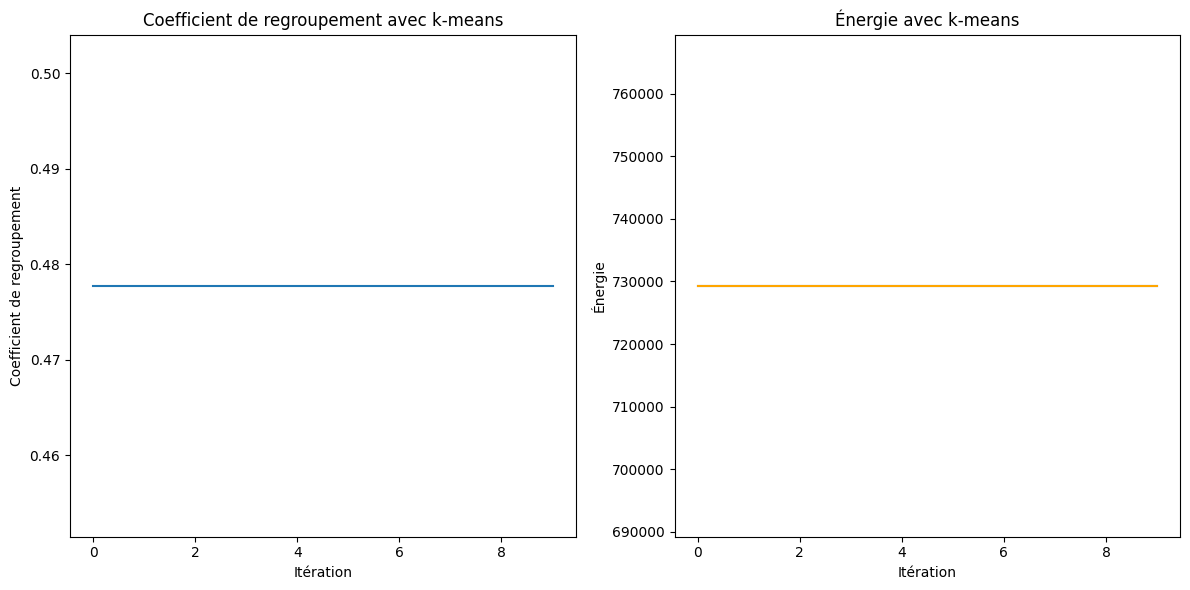 Coefficient de regroupement avec k-means
Coefficient de regroupement
0.50
0.49
0.48
0.47
0.46
0 2 4 6 8
Itération
Énergie avec k-means
Énergie
760000
750000
740000
730000
720000
710000
700000
690000
0 2 4 6 8
Itération